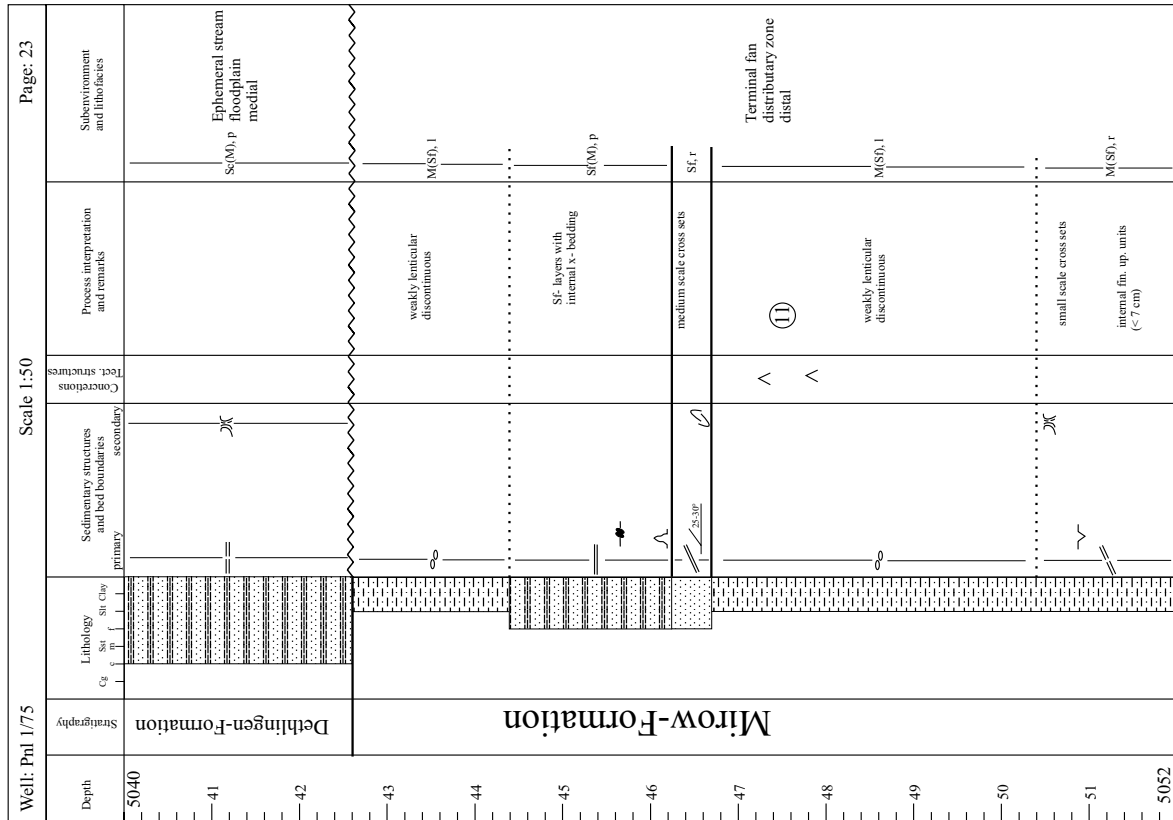 Well: Pnl 1/75
Scale 1:50
Page: 23
Depth
Stratigraphy
Lithology
Cg
c
Sst
m
f
Slt
Clay
Sedimentary structures
and bed boundaries
primary
secondary
Concretions
Tect. structures
Process interpretation
and remarks
Subenvironment
and lithofacies
5040
41
42
43
44
45
46
47
48
49
50
51
5052
Dethlingen-Formation
Mirow-Formation
25-30°
weakly lenticular
discontinuous
Sf- layers with
internal x- bedding
medium scale cross sets
11
weakly lenticular
discontinuous
small scale cross sets
internal fin. up. units
(< 7 cm)
Sc(M), p
M(Sf), l
Sf(M), p
Sf, r
M(Sf), l
M(Sf), r
Ephemeral stream
floodplain
medial
Terminal fan
distributary zone
distal